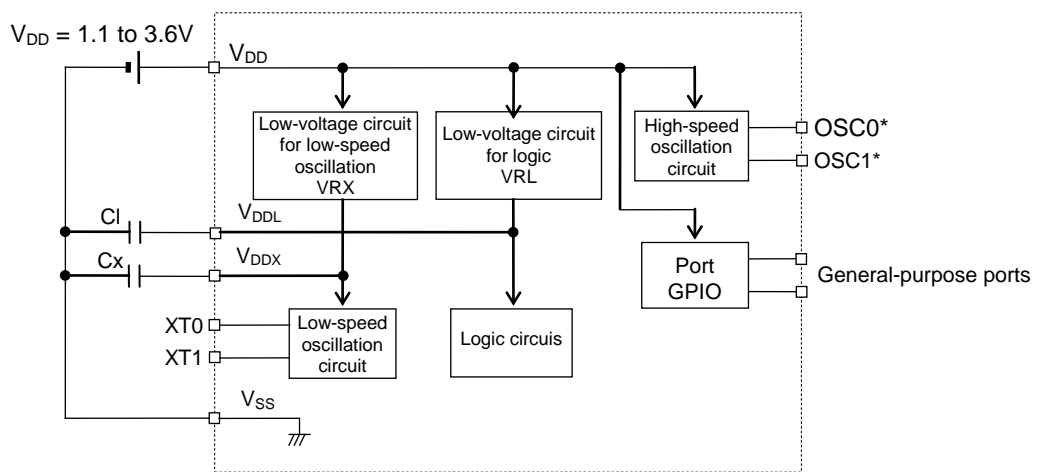 VDD = 1.1 to 3.6V
VDD
Low-voltage circuit
for low-speed
oscillation
VRX
Low-voltage circuit
for logic
VRL
High-speed
oscillation
circuit
OSC0*
OSC1*
Cl
VDDL
Cx
VDDX
Port
GPIO
General-purpose ports
XT0
XT1
Low-speed
oscillation
circuit
Logic circuis
VSS